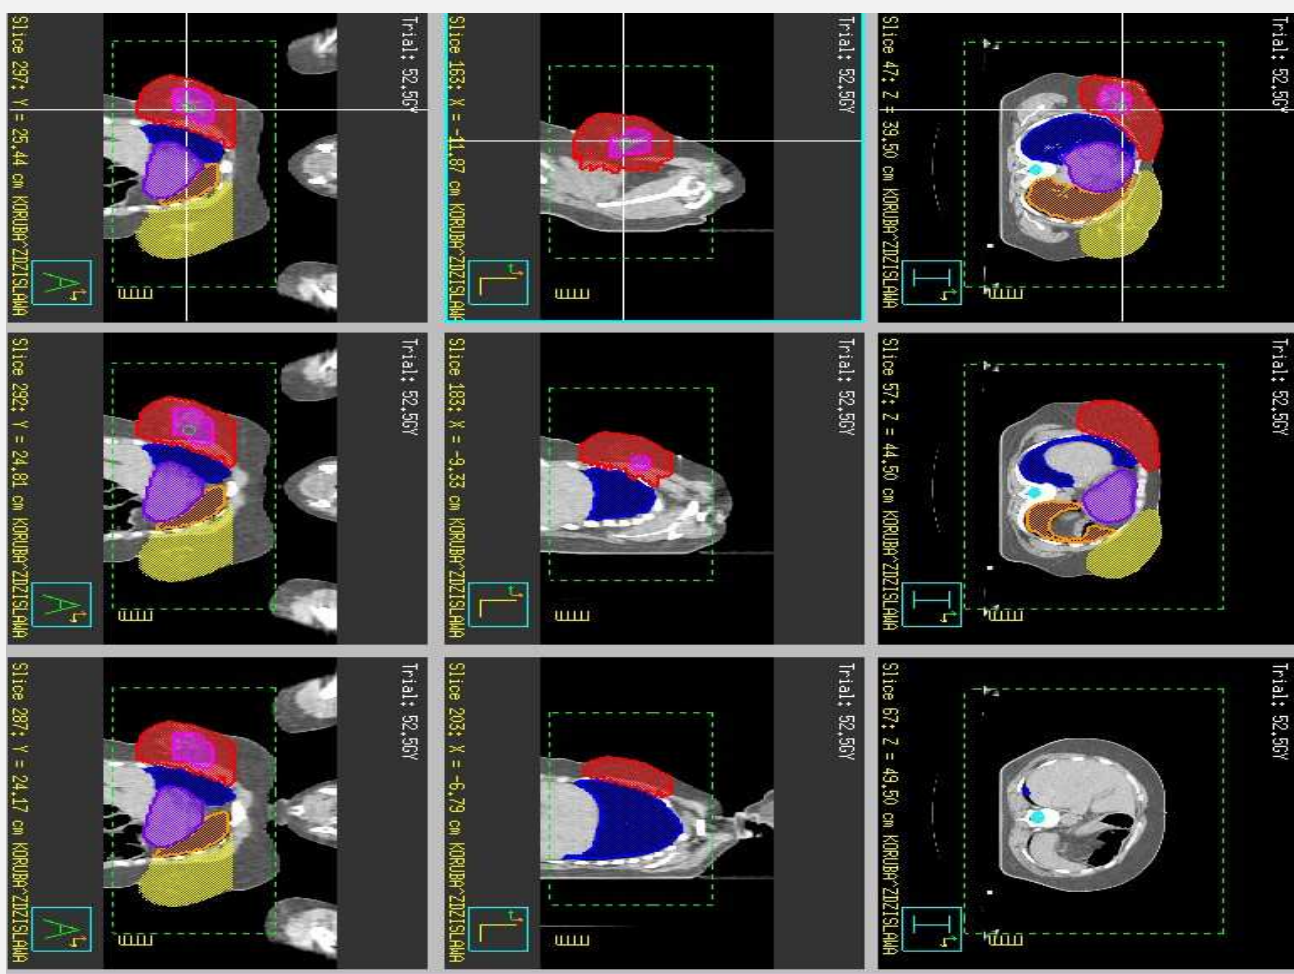 Trial: 52.5GY
I
Slice 47: Z = 39.50 cm KORUBA^ZDZISLAWA
Trial: 52.5GY
I
Slice 57: Z = 44.50 cm KORUBA^ZDZISLAWA
Trial: 52.5GY
I
Slice 67: Z = 49.50 cm KORUBA^ZDZISLAWA
Trial: 52.5GY
L
Slice 163: X = -11.87 cm KORUBA^ZDZISLAWA
Trial: 52.5GY
L
Slice 183: X = -9.33 cm KORUBA^ZDZISLAWA
Trial: 52.5GY
L
Slice 203: X = -6.79 cm KORUBA^ZDZISLAWA
Trial: 52.5GY
A
Slice 297: Y = 25.44 cm KORUBA^ZDZISLAWA
Trial: 52.5GY
A
Slice 292: Y = 24.81 cm KORUBA^ZDZISLAWA
Trial: 52.5GY
A
Slice 287: Y = 24.17 cm KORUBA^ZDZISLAWA